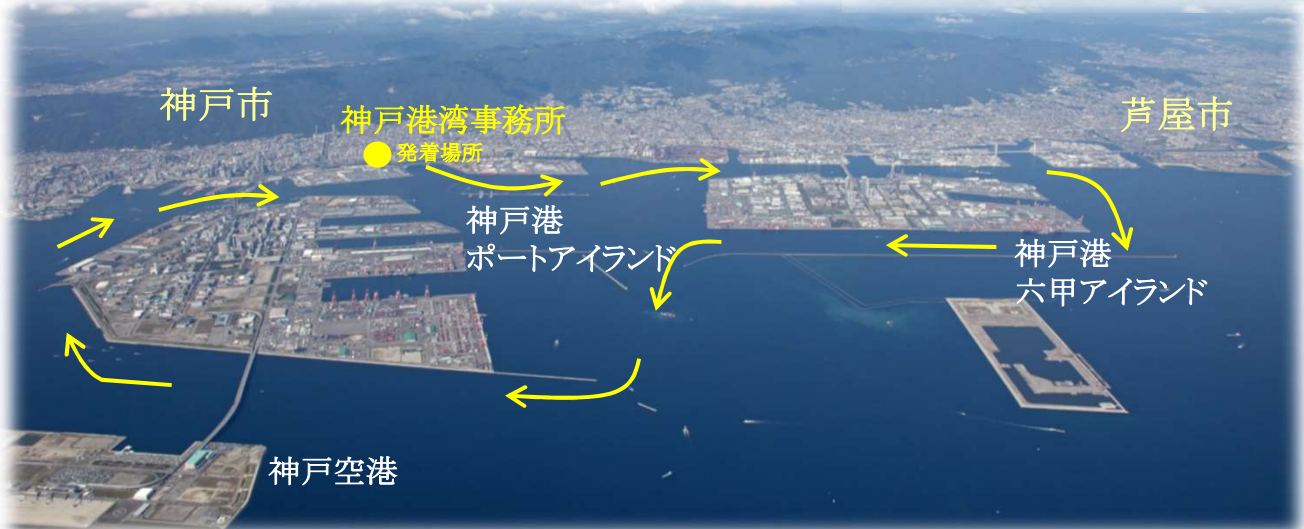 神戸市
神戸港湾事務所
発着場所
芦屋市
神戸港
ポートアイランド
神戸港
六甲アイランド
神戸空港